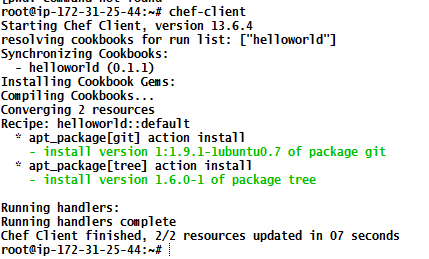 root@ip-172-31-25-44:~# chef-client
Starting Chef Client, version 13.6.4
resolving cookbooks for run list: ["helloworld"]
Synchronizing Cookbooks:
  - helloworld (0.1.1)
Installing Cookbook Gems:
Compiling Cookbooks...
Converging 2 resources
Recipe: helloworld::default
  * apt_package[git] action install
    - install version 1:1.9.1-1ubuntu0.7 of package git
  * apt_package[tree] action install
    - install version 1.6.0-1 of package tree
Running handlers:
Running handlers complete
Chef Client finished, 2/2 resources updated in 07 seconds
root@ip-172-31-25-44:~#